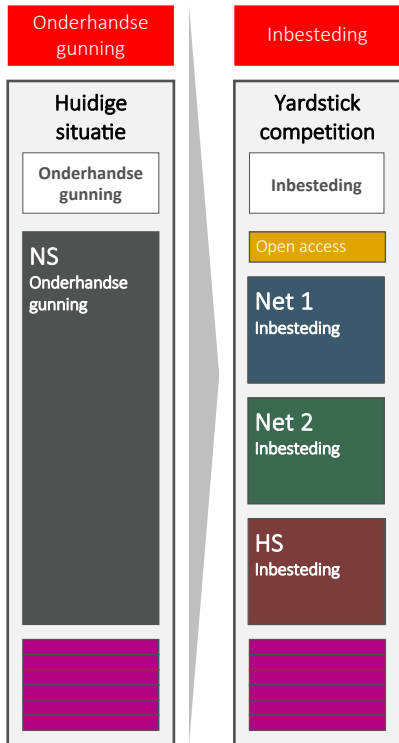 Onderhandse
gunning
Huidige
situatie
Onderhandse
gunning
NS
Onderhandse
gunning
Inbesteding
Yardstick
competition
Inbesteding
Open access
Net 1
Inbesteding
Net 2
Inbesteding
HS
Inbesteding